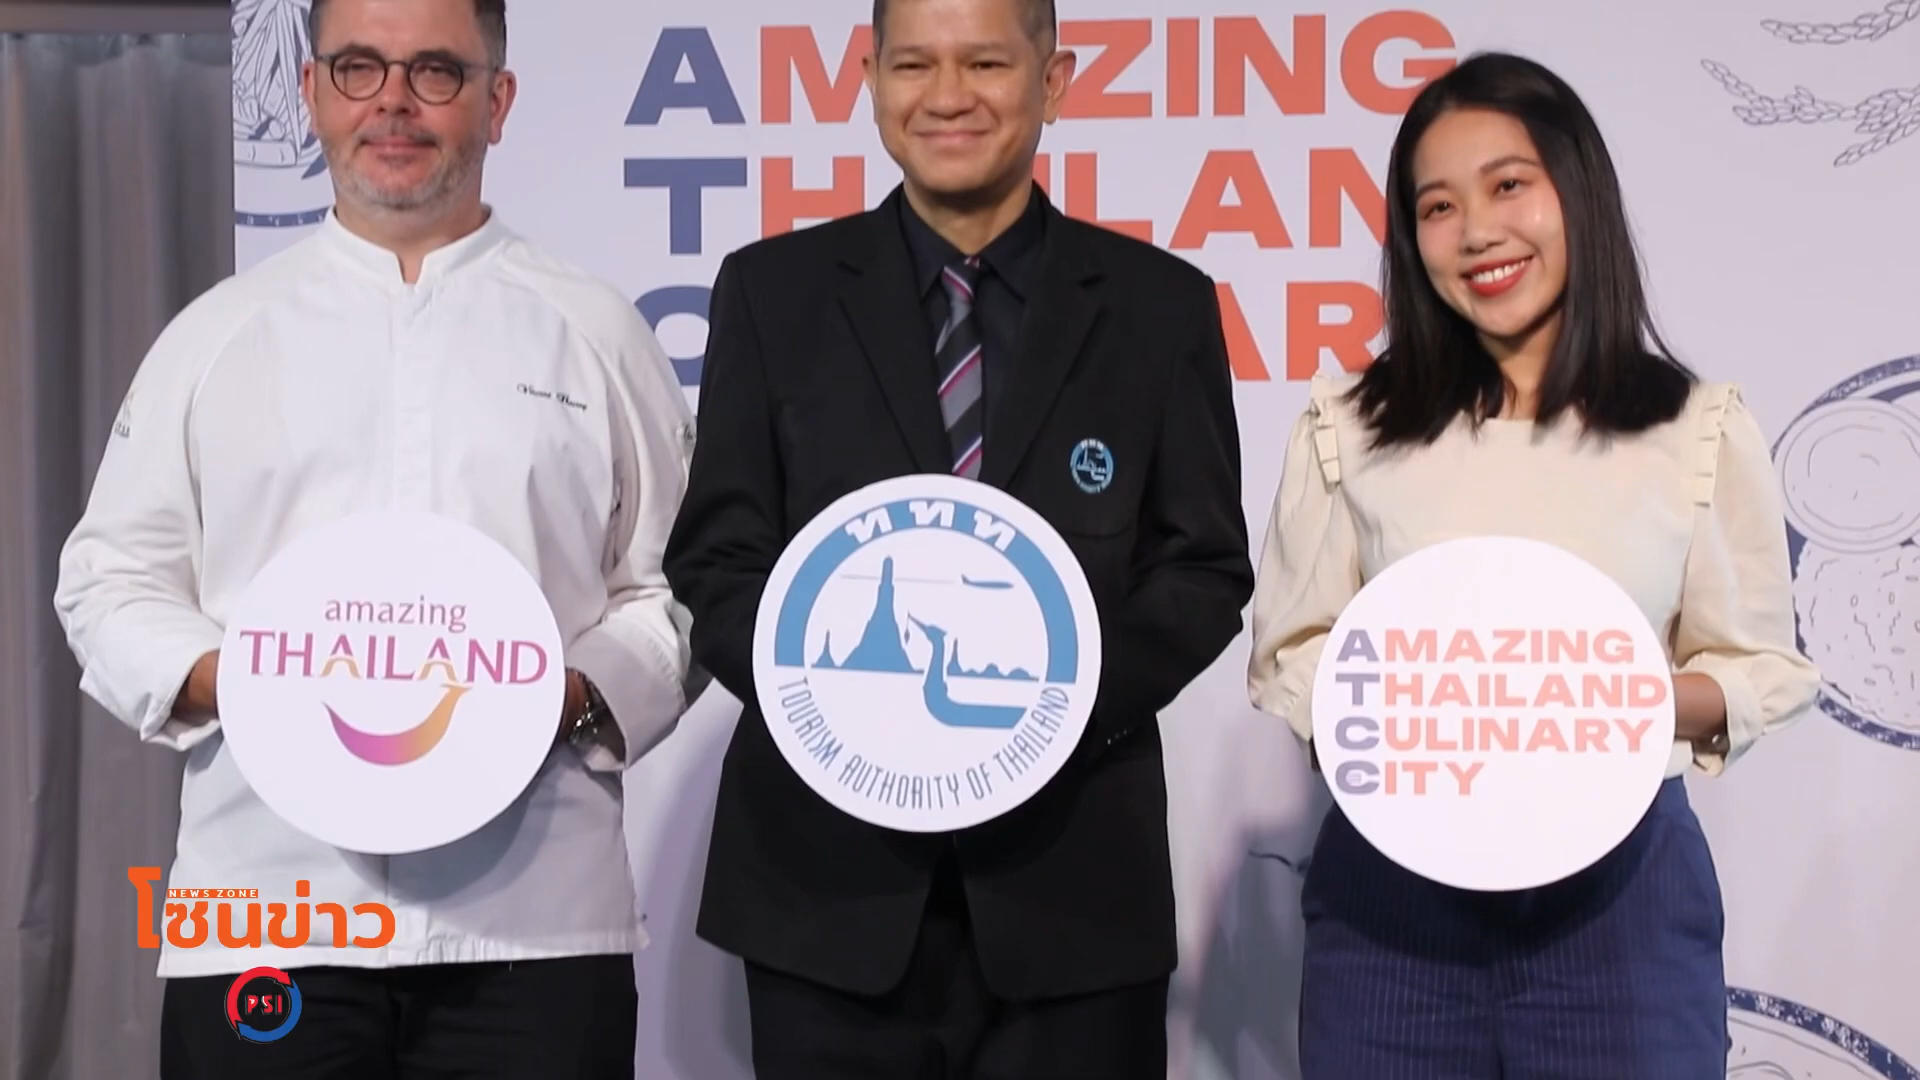 AMAZING
THAILAN
C AR
amazing
THAILAND
ททท
TOURISM AUTHORITY OF THAILAND
AMAZING
THAILAND
CULINARY
CITY
NEWS ZONE
โซนข่าว
PSI